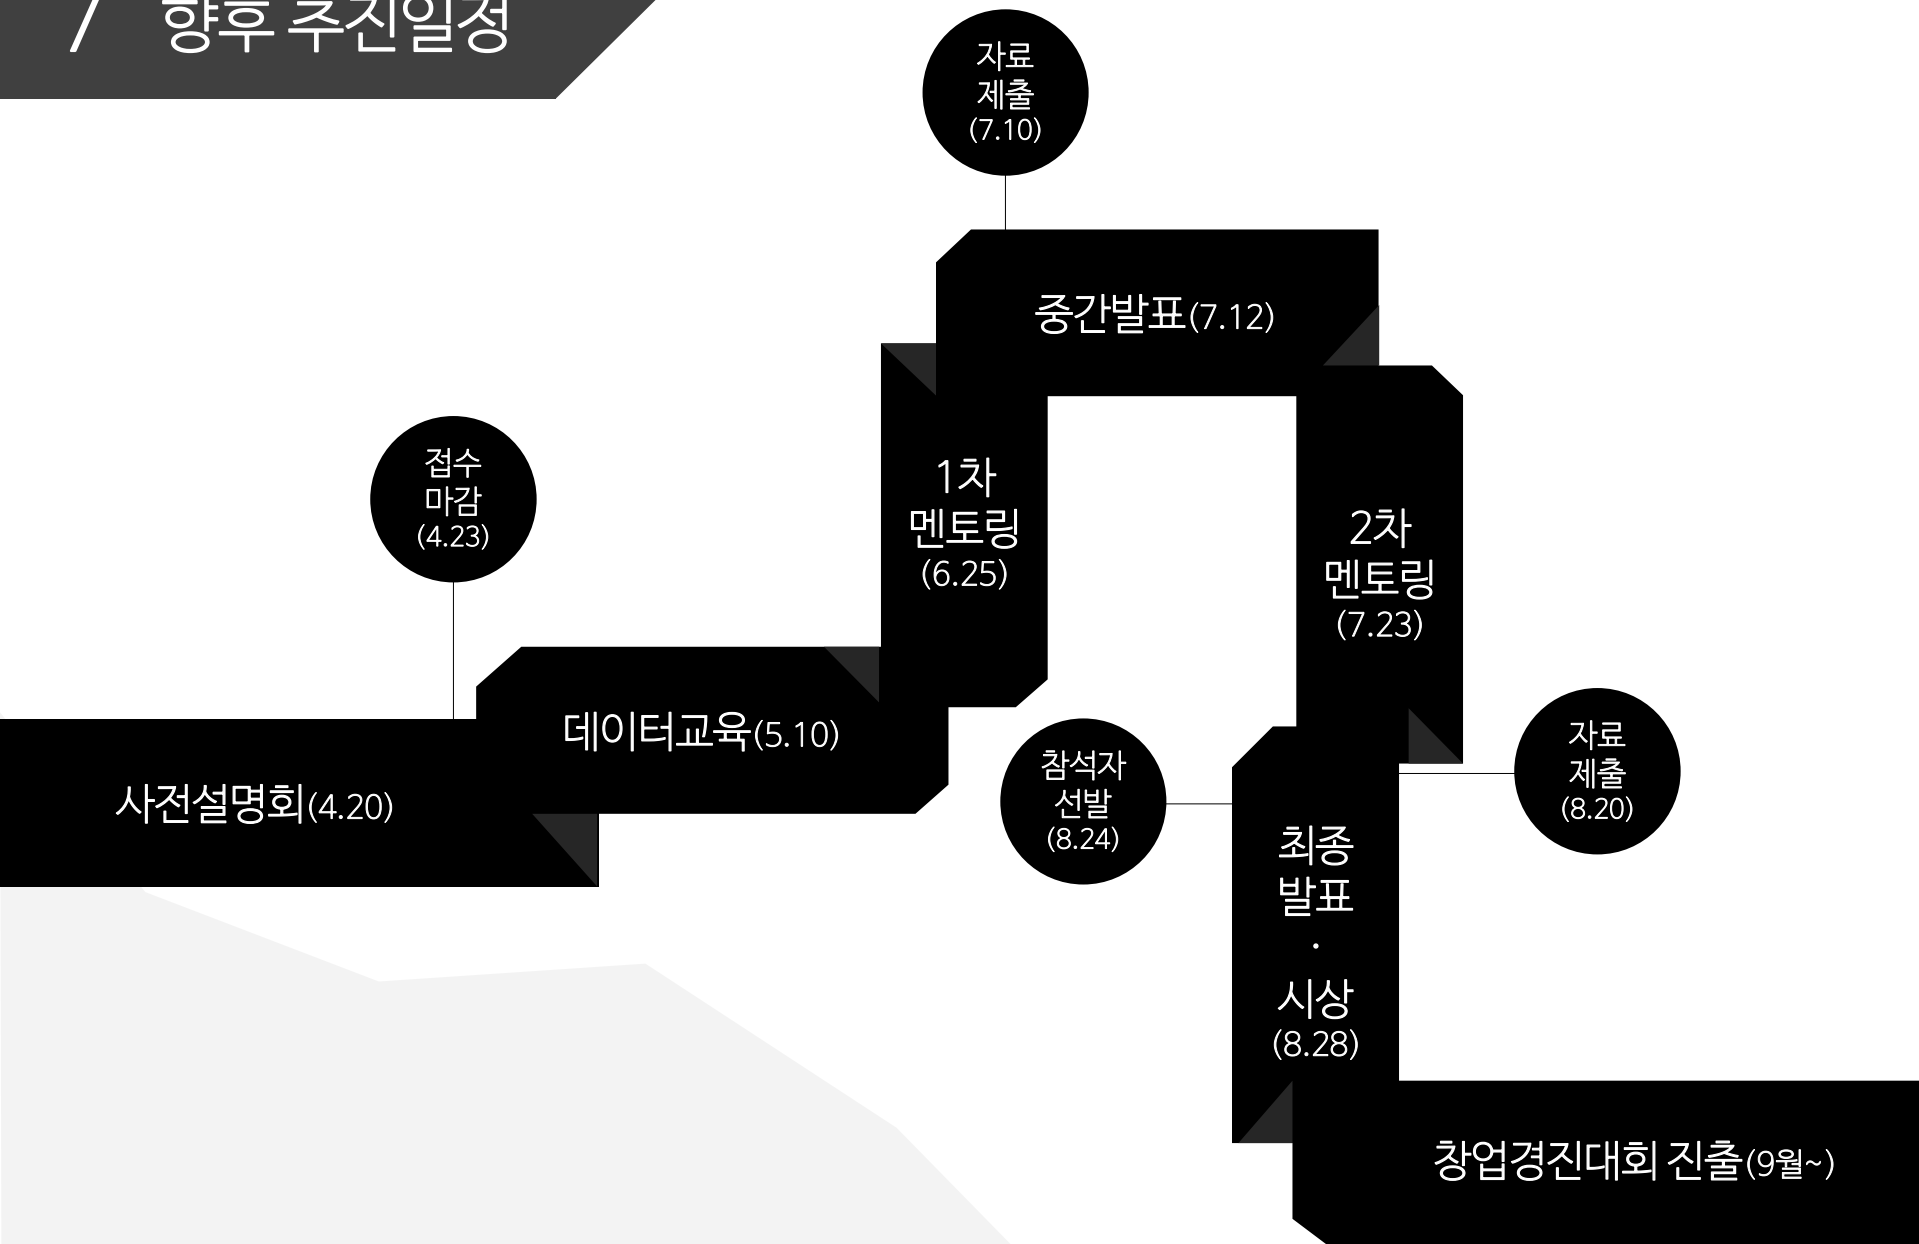 / 향후 추진일정
자료
제출
(7.10)
중간발표(7.12)
접수
마감
(4.23)
1차
멘토링
(6.25)
2차
멘토링
(7.23)
데이터교육(5.10)
사전설명회(4.20)
참석자
선발
(8.24)
자료
제출
(8.20)
최종
발표
·
시상
(8.28)
창업경진대회 진출(9월~)